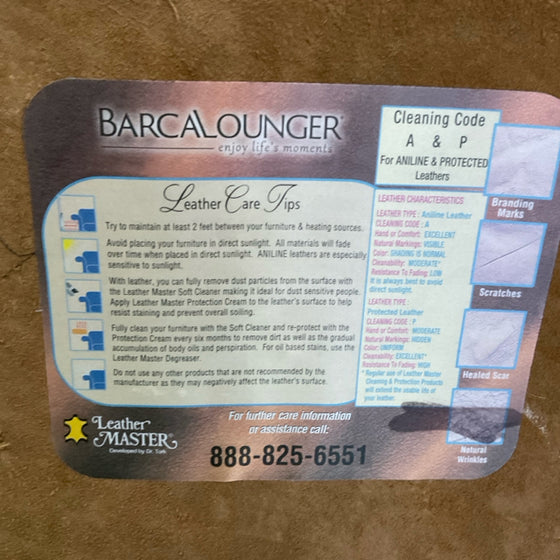 BARCALOUNGER
enjoy life's moments
Cleaning Code
A & P
For ANILINE & PROTECTED
Leathers
Leather Care Tips
Try to maintain at least 2 feet between your furniture & heating sources.
Avoid placing your furniture in direct sunlight. All materials will fade
over time when placed in direct sunlight. ANILINE leathers are especially
sensitive to sunlight.
With leather, you can fully remove dust particles from the surface with
the Leather Master Soft Cleaner making it ideal for dust sensitive people.
Apply Leather Master Protection Cream to the leather's surface to help
resist staining and prevent overall soiling.
Fully clean your furniture with the Soft Cleaner and re-protect with the
Protection Cream every six months to remove dirt as well as the gradual
accumulation of body oils and perspiration. For oil based stains, use the
Leather Master Degreaser.
Do not use any other products that are not recommended by the
manufacturer as they may negatively affect the leather's surface.
LEATHER CHARACTERISTICS
LEATHER TYPE : Aniline Leather
CLEANING CODE : A
Hand or Comfort: EXCELLENT
Natural Markings: VISIBLE
Color: SHADING IS NORMAL
Cleanability: MODERATE*
Resistance To Fading: LOW
It is always best to avoid
direct sunlight.
LEATHER TYPE :
Protected Leather
CLEANING CODE : P
Hand or Comfort: MODERATE
Natural Markings: HIDDEN
Color: UNIFORM
Cleanability: EXCELLENT*
Resistance To Fading: HIGH
* Regular use of Leather Master
Cleaning & Protection Products
will extend the usable life of
your leather.
Branding
Marks
Scratches
Healed Scar
Natural
Wrinkles
Leather
MASTER®
Developed by Dr. Tork
For further care information
or assistance call:
888-825-6551